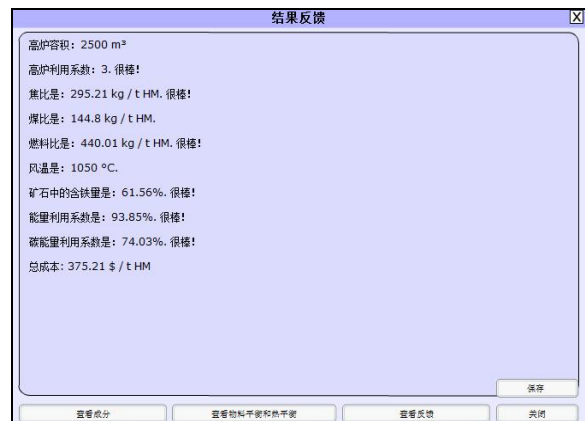 结果反馈
X
高炉容积：2500 m³
高炉利用系数：3. 很棒!
焦比是：295.21 kg / t HM. 很棒!
煤比是：144.8 kg / t HM.
燃料比是：440.01 kg / t HM. 很棒!
风温是：1050 °C.
矿石中的含铁量是：61.56%. 很棒!
能量利用系数是：93.85%. 很棒!
碳能量利用系数是：74.03%. 很棒!
总成本: 375.21 $ / t HM
保存
查看成分 查看物料平衡和热平衡 查看反馈 关闭